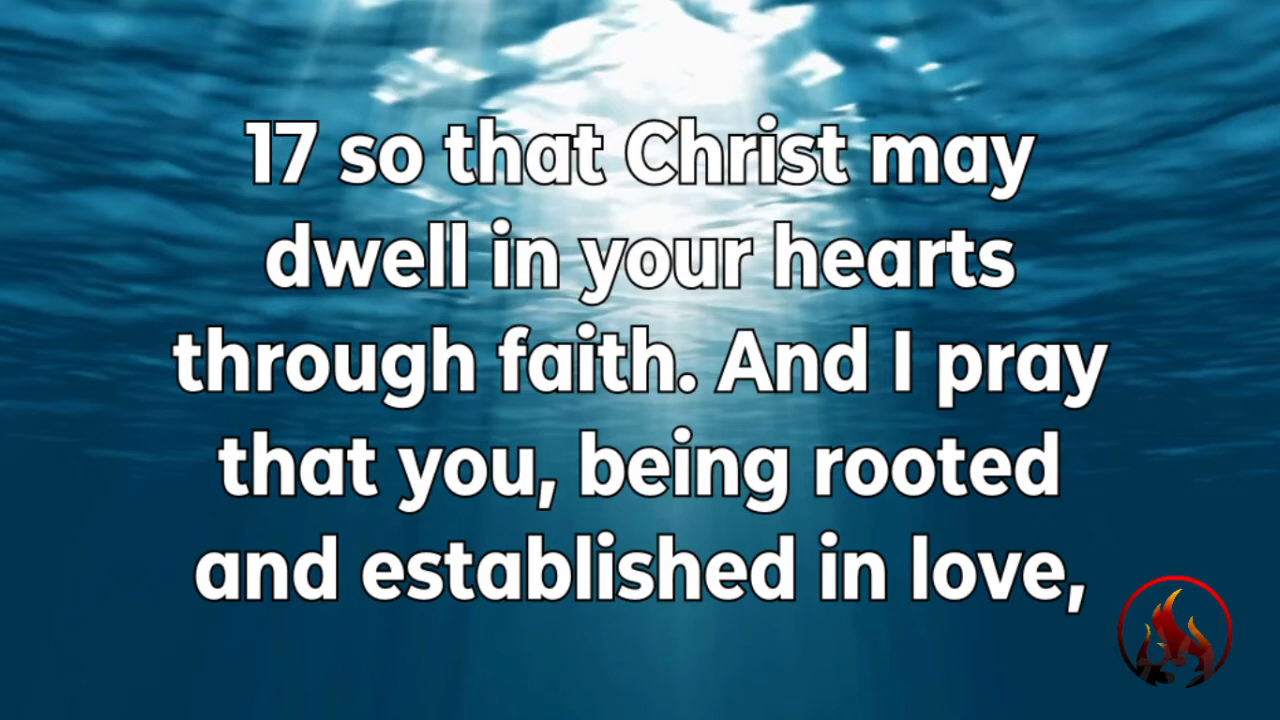 17 so that Christ may
dwell in your hearts
through faith. And I pray
that you, being rooted
and established in love,